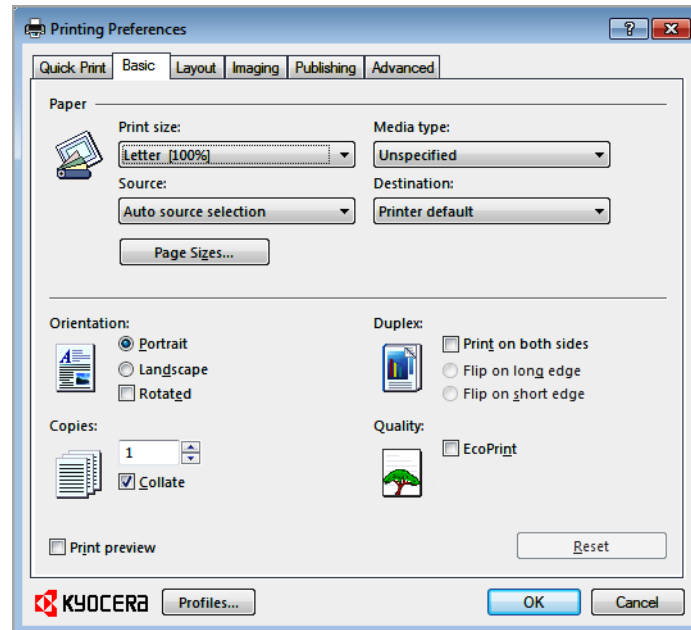 Printing Preferences
Quick Print Basic Layout Imaging Publishing Advanced
Paper
Print size: Media type:
Letter [100%] Unspecified
Source: Destination:
Auto source selection Printer default
Page Sizes...
Orientation: Duplex:
Portrait Print on both sides
Landscape Flip on long edge
Rotated Flip on short edge
Copies: Quality:
1 EcoPrint
Collate
Print preview Reset
KYOCERA Profiles... OK Cancel